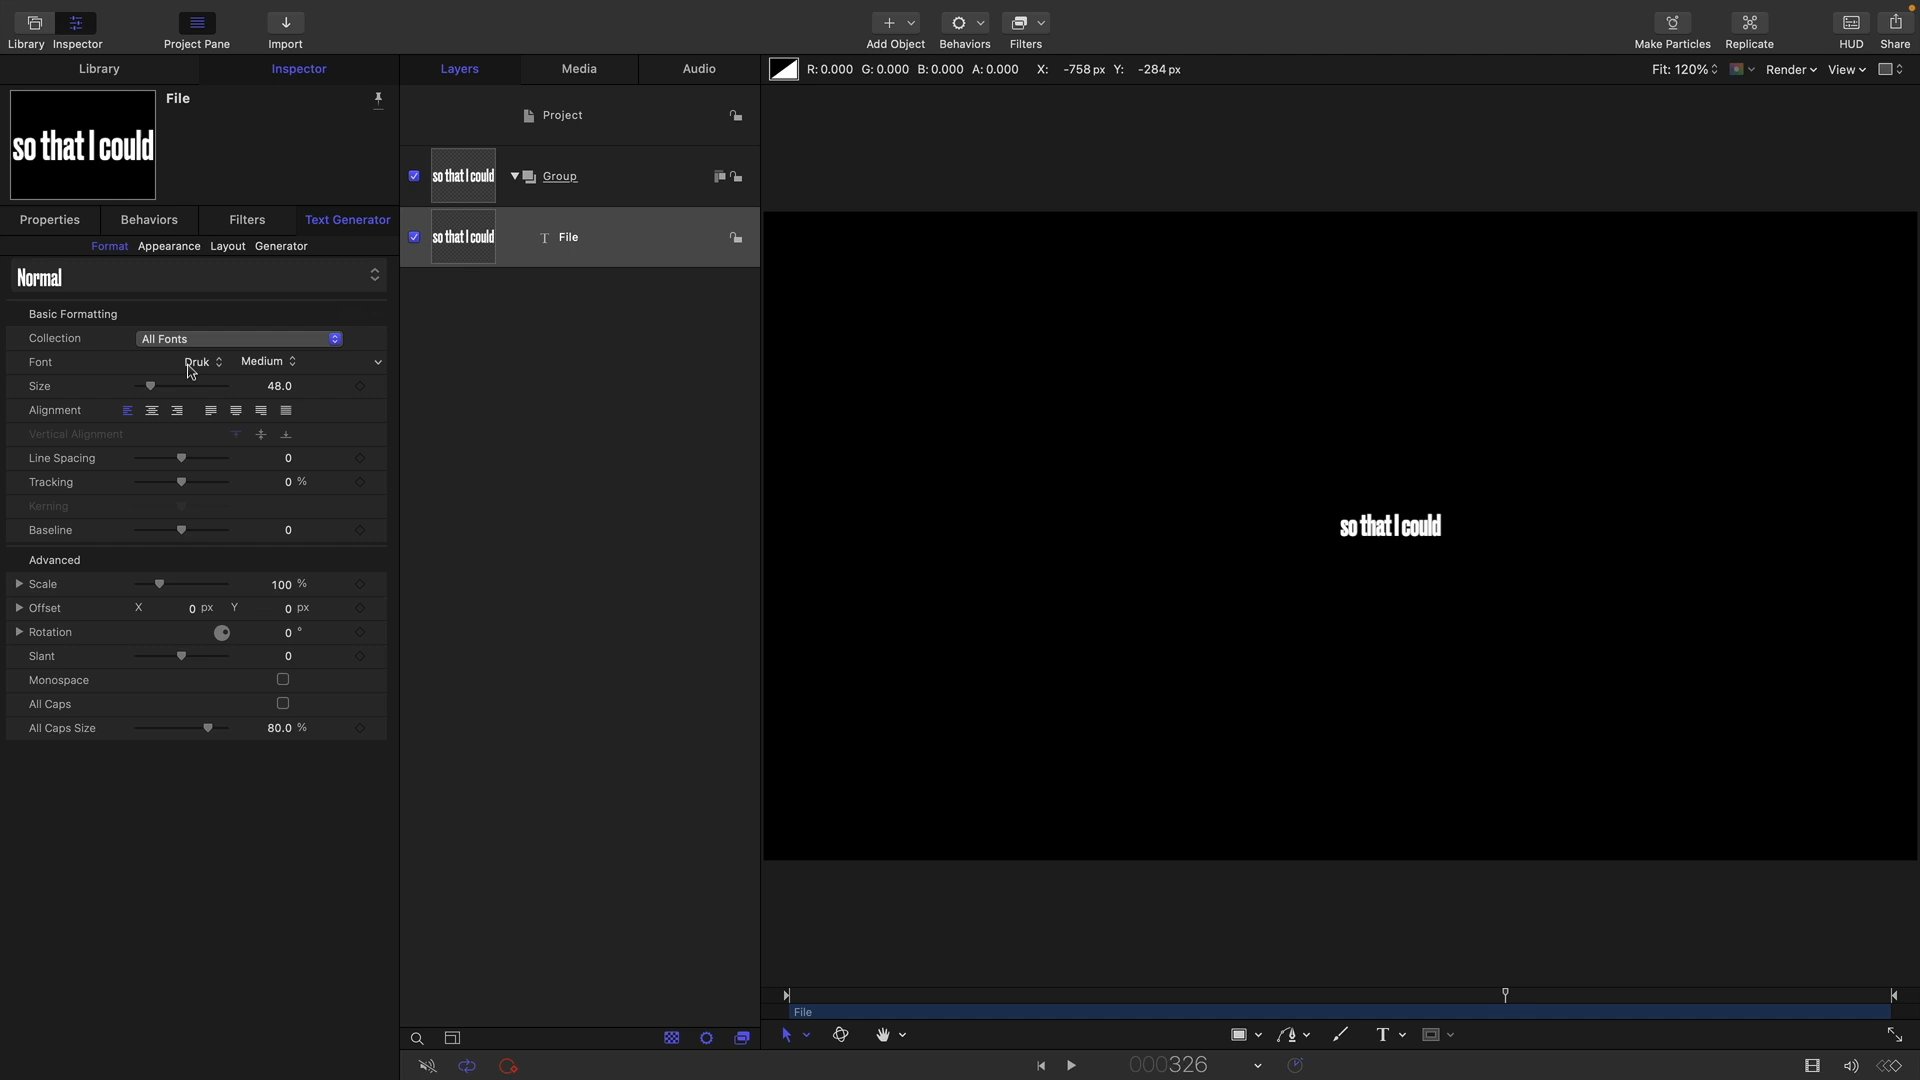 Library Inspector Project Pane Import Add Object Behaviors Filters Make Particles Replicate HUD Share
Library Inspector Layers Media Audio R: 0.000 G: 0.000 B: 0.000 A: 0.000 X: -758 px Y: -284 px Fit: 120% Render View
so that I could File
Project
so that I could Group
so that I could T File
Properties Behaviors Filters Text Generator
Format Appearance Layout Generator
Normal
Basic Formatting
Collection All Fonts
Font Druk Medium
Size 48.0
Alignment
Vertical Alignment
Line Spacing 0
Tracking 0 %
Kerning
Baseline 0
Advanced
Scale 100 %
Offset X 0 px Y 0 px
Rotation 0 °
Slant 0
Monospace
All Caps
All Caps Size 80.0 %
so that I could
File
T
000326